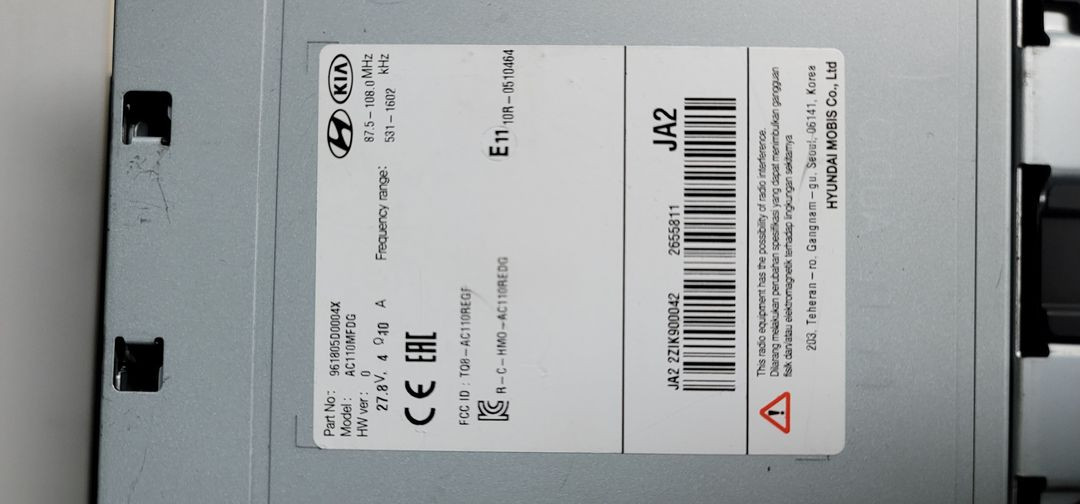 Part No : 961805D0004X
Model : AC110MFDG
HW ver : 0
KIA
27.8V, 4 Ω 10 A
Frequency range: 87.5-108.0MHz
531-1602 kHz
CE EAC
FCC ID : TQ8-AC110REGF
E11 10R-0510464
R-C-HMO-AC110REDG
JA2
JA2 2ZIK900042 2655811
This radio equipment has the possibility of radio interference.
Dilarang melakukan perubahan spesifikasi yang dapat menimbulkan gangguan
fisik dan/atau elektromagnetik terhadap lingkungan sekitarnya
203, Teheran-ro, Gangnam-gu, Seoul, 06141, Korea
HYUNDAI MOBIS Co., Ltd